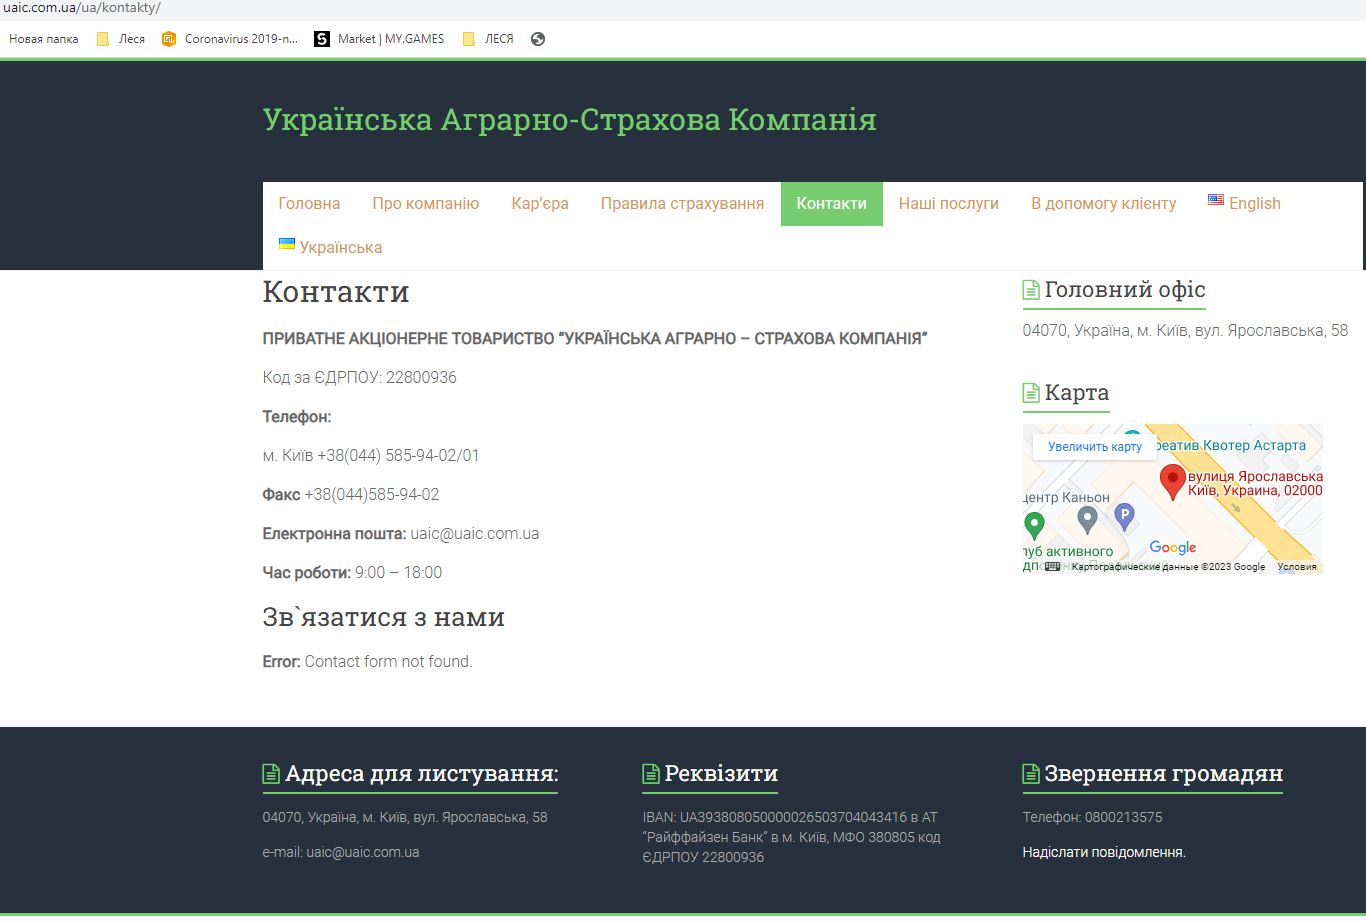 uaic.com.ua/ua/kontakty/
Новая папка Леся Coronavirus 2019-n... Market | MY.GAMES ЛЕСЯ
Українська Аграрно-Страхова Компанія
Головна Про компанію Кар’єра Правила страхування Контакти Наші послуги В допомогу клієнту English
Українська
Контакти
ПРИВАТНЕ АКЦІОНЕРНЕ ТОВАРИСТВО “УКРАЇНСЬКА АГРАРНО – СТРАХОВА КОМПАНІЯ”
Код за ЄДРПОУ: 22800936
Телефон:
м. Київ +38(044) 585-94-02/01
Факс +38(044)585-94-02
Електронна пошта: uaic@uaic.com.ua
Час роботи: 9:00 – 18:00
Зв`язатися з нами
Error: Contact form not found.
Головний офіс
04070, Україна, м. Київ, вул. Ярославська, 58
Карта
Увеличить карту
реатив Квотер Астарта
вулиця Ярославська
Київ, Украина, 02000
центр Каньон
P
луб активного
Google
Картографические данные ©2023 Google Условия
Адреса для листування:
04070, Україна, м. Київ, вул. Ярославська, 58
e-mail: uaic@uaic.com.ua
Реквізити
IBAN: UA393808050000026503704043416 в АТ
“Райффайзен Банк” в м. Київ, МФО 380805 код
ЄДРПОУ 22800936
Звернення громадян
Телефон: 0800213575
Надіслати повідомлення.